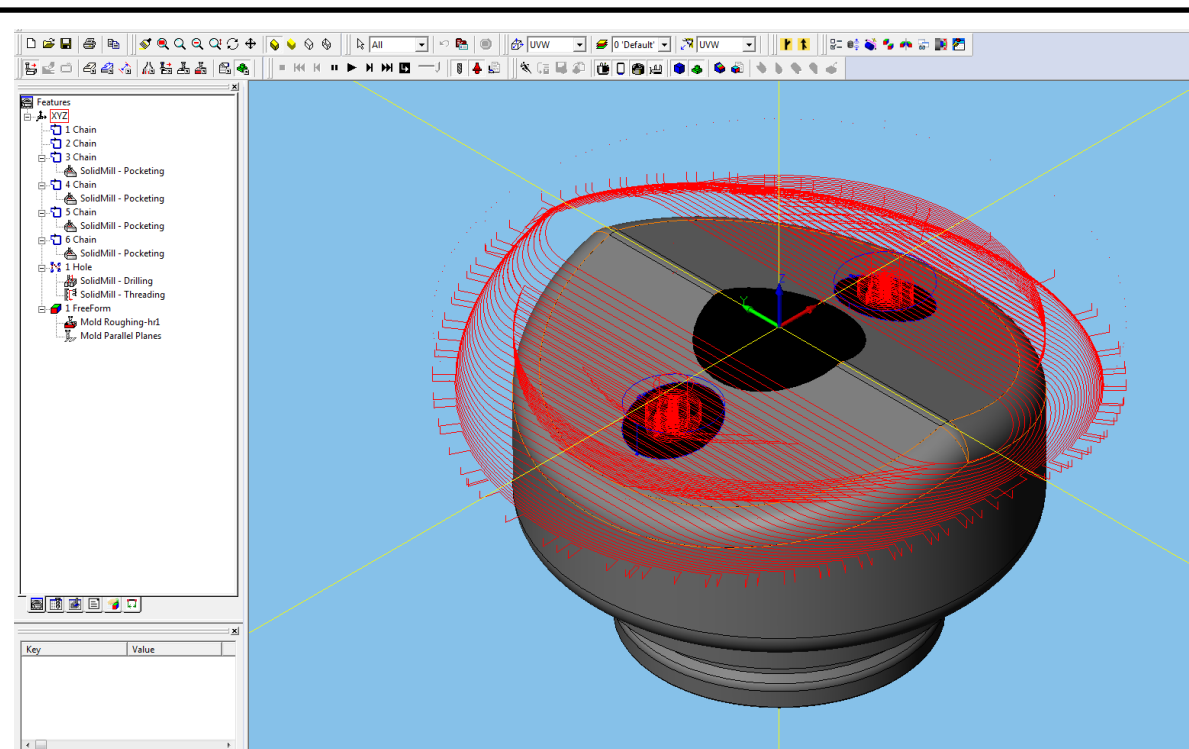 All
UVW
0 'Default'
UVW
Features
XYZ
1 Chain
2 Chain
3 Chain
SolidMill - Pocketing
4 Chain
SolidMill - Pocketing
5 Chain
SolidMill - Pocketing
6 Chain
SolidMill - Pocketing
1 Hole
SolidMill - Drilling
SolidMill - Threading
1 FreeForm
Mold Roughing-hr1
Mold Parallel Planes
Z
Y
Key Value